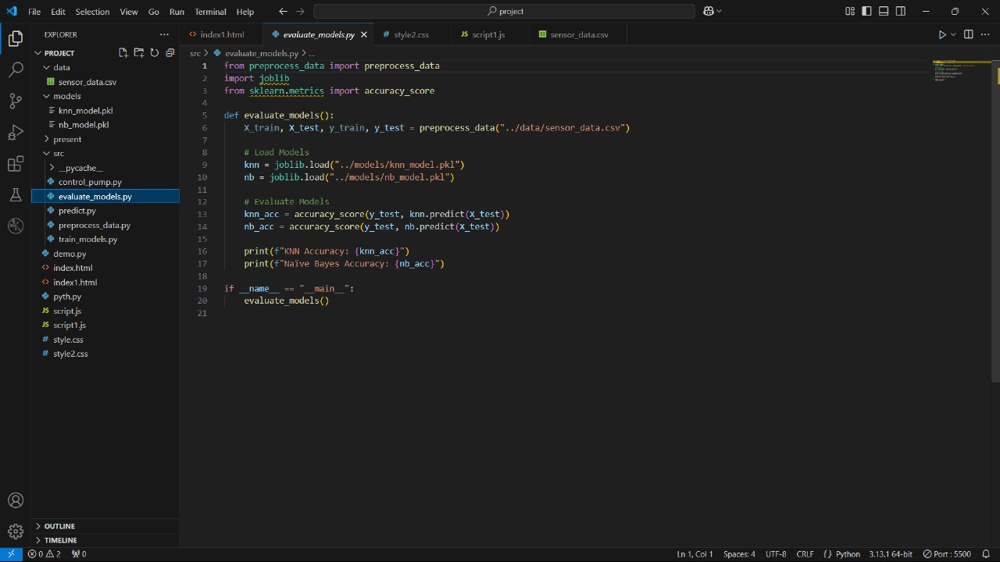 File Edit Selection View Go Run Terminal Help
project
EXPLORER
PROJECT
data
sensor_data.csv
models
knn_model.pkl
nb_model.pkl
present
src
__pycache__
control_pump.py
evaluate_models.py
predict.py
preprocess_data.py
train_models.py
demo.py
<> index.html
<> index1.html
pyth.py
JS script.js
JS script1.js
# style.css
# style2.css
OUTLINE
TIMELINE
<> index1.html evaluate_models.py # style2.css JS script1.js sensor_data.csv
src > evaluate_models.py > ...
1 from preprocess_data import preprocess_data
2 import joblib
3 from sklearn.metrics import accuracy_score
4
5 def evaluate_models():
6 X_train, X_test, y_train, y_test = preprocess_data("../data/sensor_data.csv")
7
8 # Load Models
9 knn = joblib.load("../models/knn_model.pkl")
10 nb = joblib.load("../models/nb_model.pkl")
11
12 # Evaluate Models
13 knn_acc = accuracy_score(y_test, knn.predict(X_test))
14 nb_acc = accuracy_score(y_test, nb.predict(X_test))
15
16 print(f"KNN Accuracy: {knn_acc}")
17 print(f"Naïve Bayes Accuracy: {nb_acc}")
18
19 if __name__ == "__main__":
20 evaluate_models()
21
0 2 0 Ln 1, Col 1 Spaces: 4 UTF-8 CRLF {} Python 3.13.1 64-bit Port : 5500